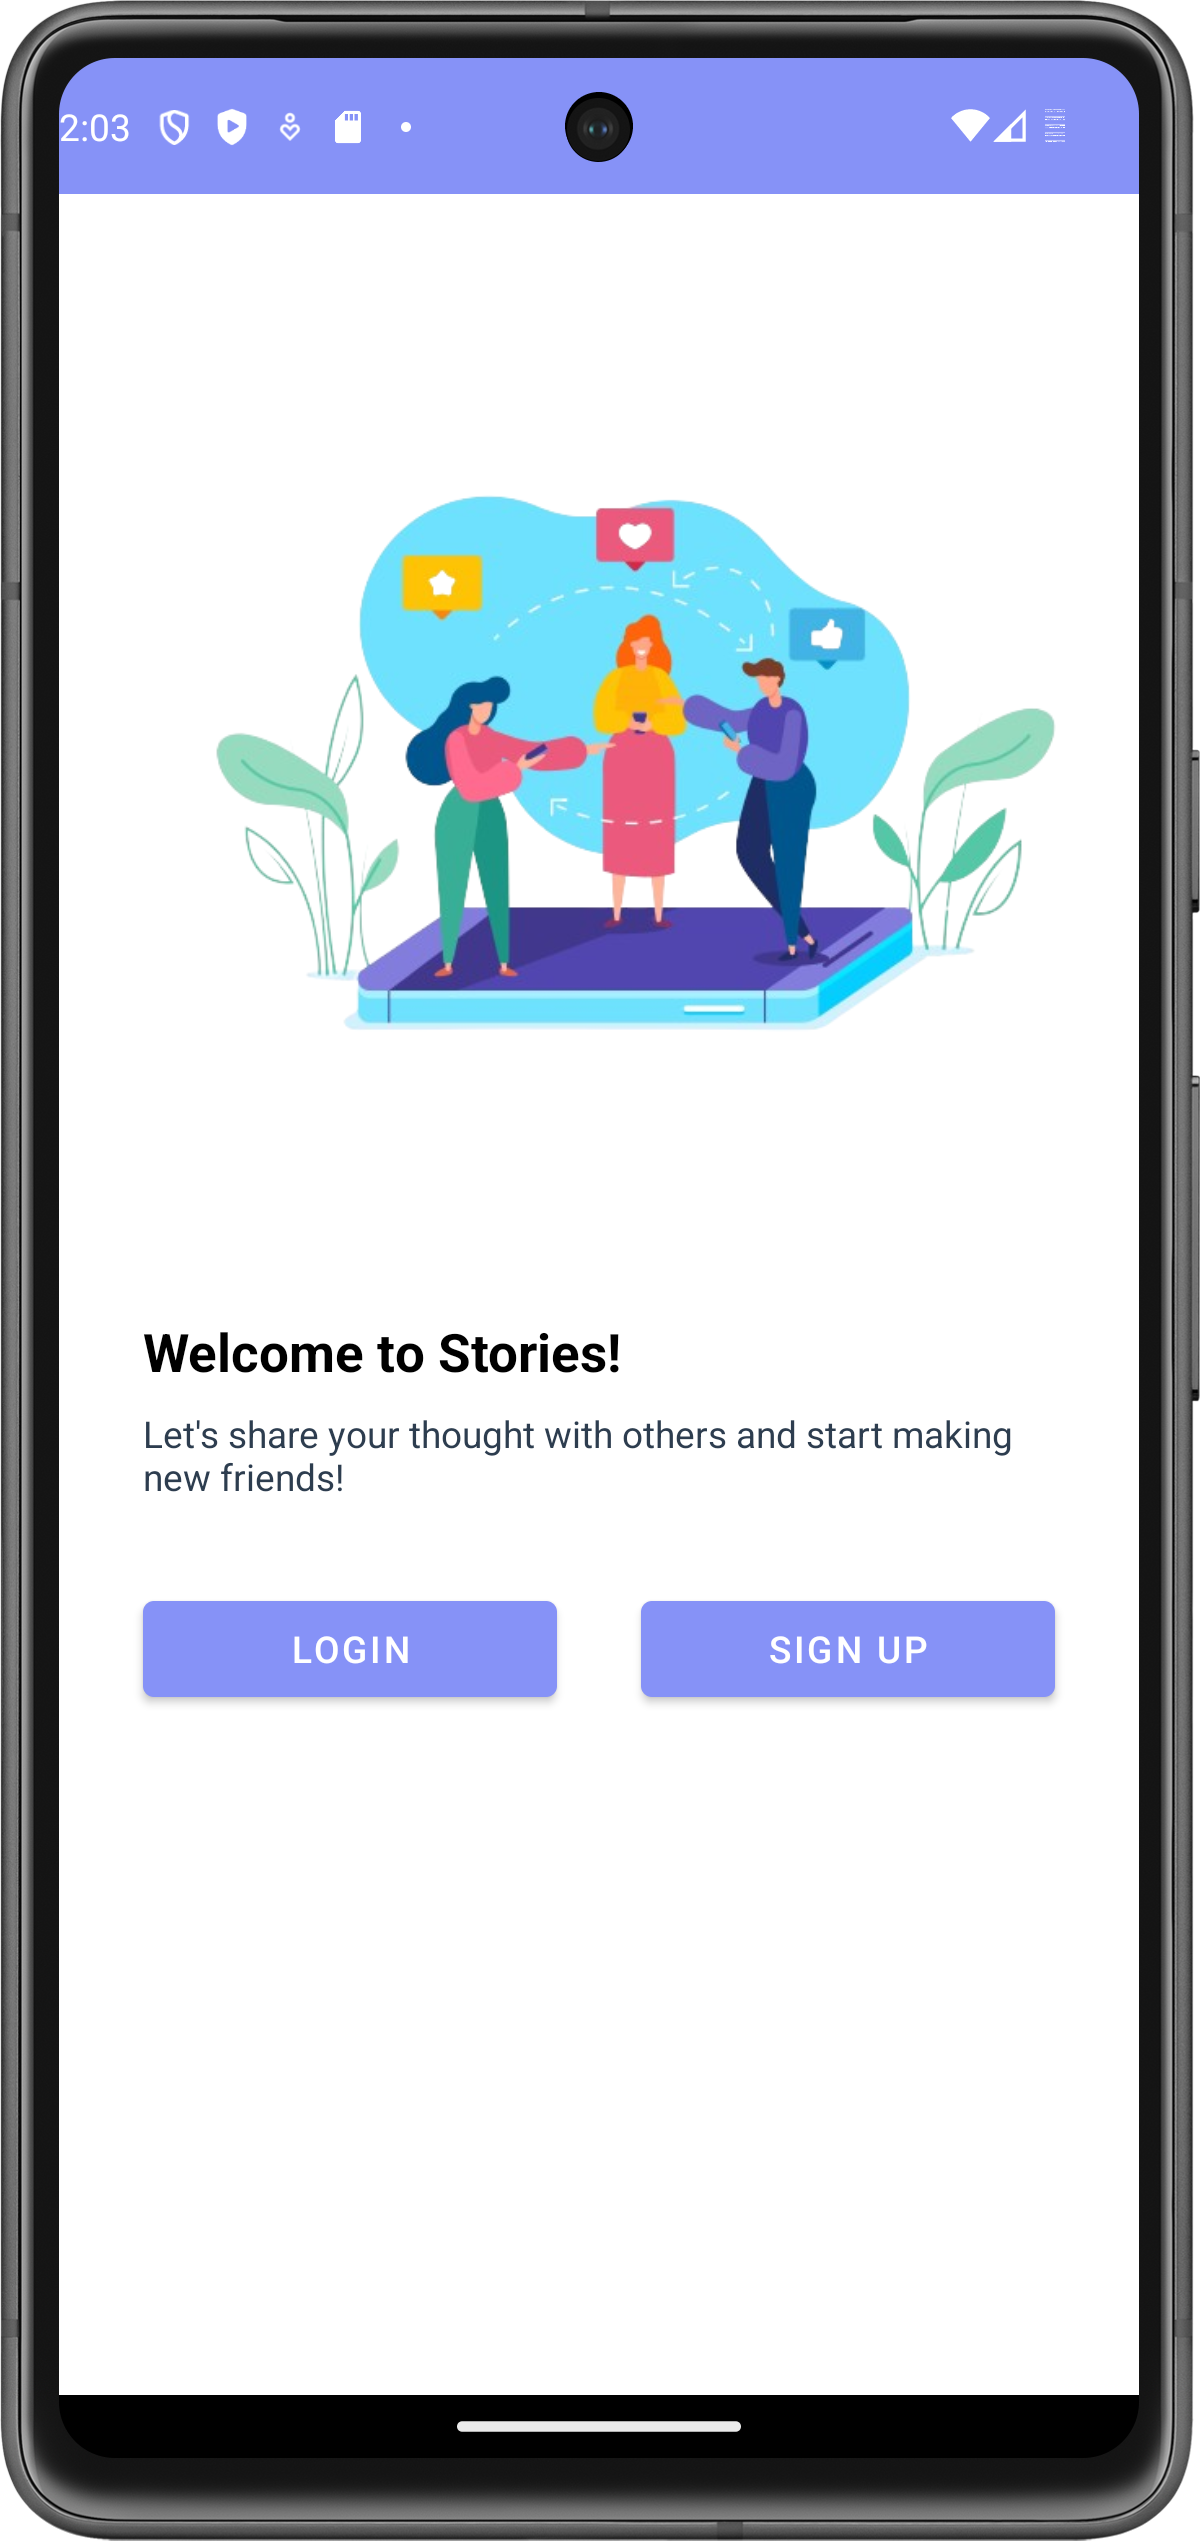 2:03
Welcome to Stories!
Let's share your thought with others and start making
new friends!
LOGIN
SIGN UP